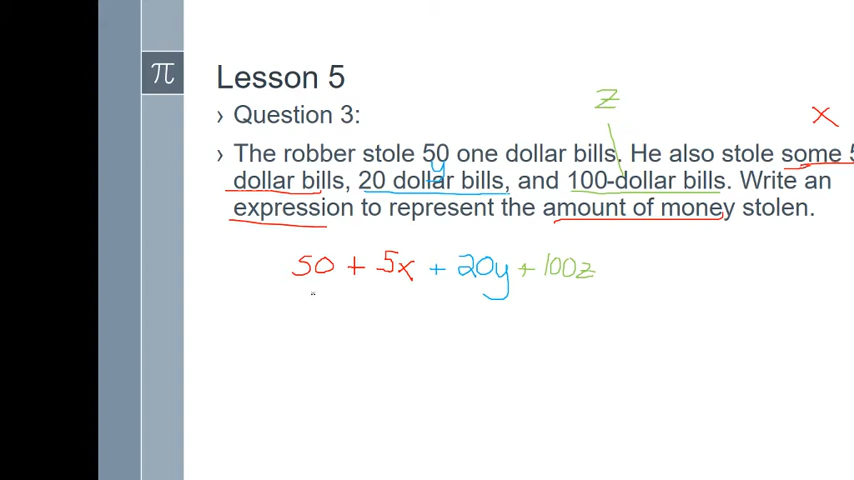 π
Lesson 5
› Question 3:
z
x
› The robber stole 50 one dollar bills. He also stole some 5
y
dollar bills, 20 dollar bills, and 100-dollar bills. Write an
expression to represent the amount of money stolen.
50 + 5x + 20y + 100z